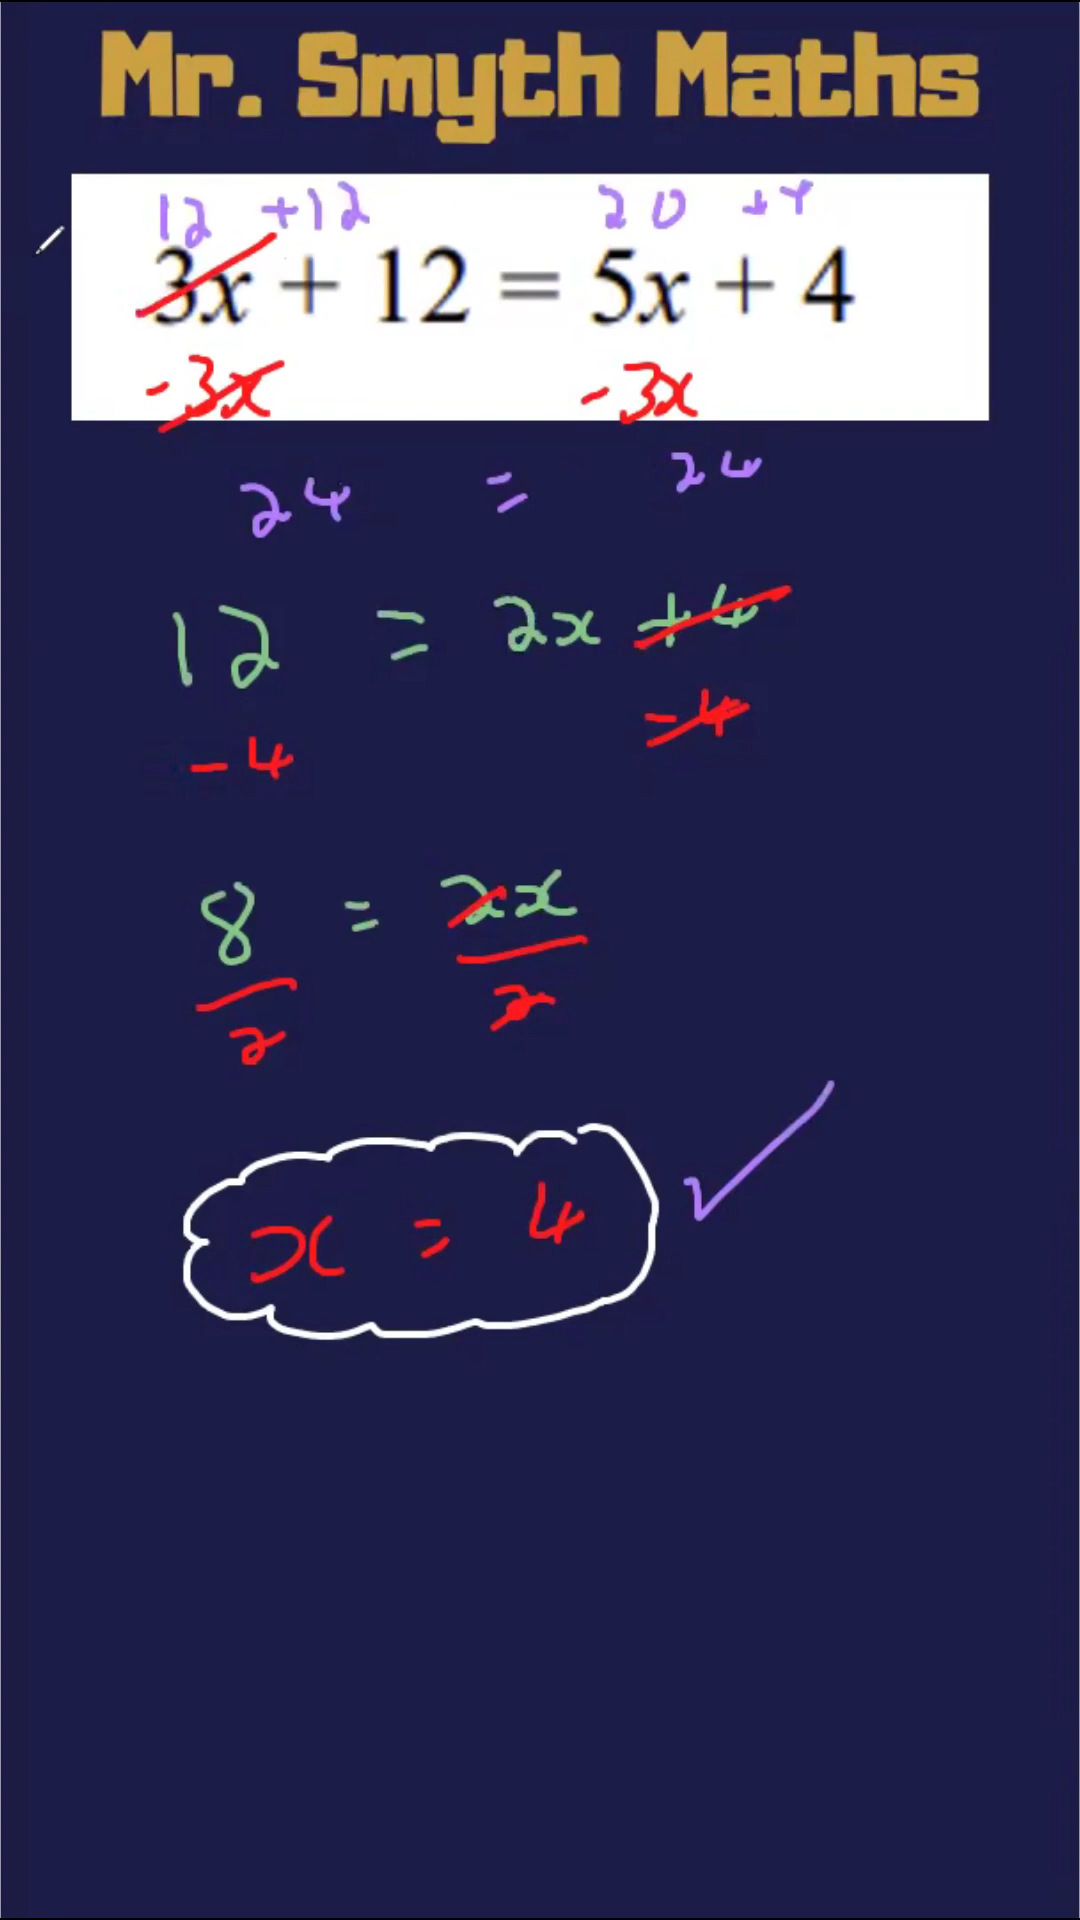 Mr. Smyth Maths
12 +12 20 +4
3x + 12 = 5x + 4
-3x -3x
24 = 24
12 = 2x +4
-4 -4
8 = 2x
2 2
x = 4